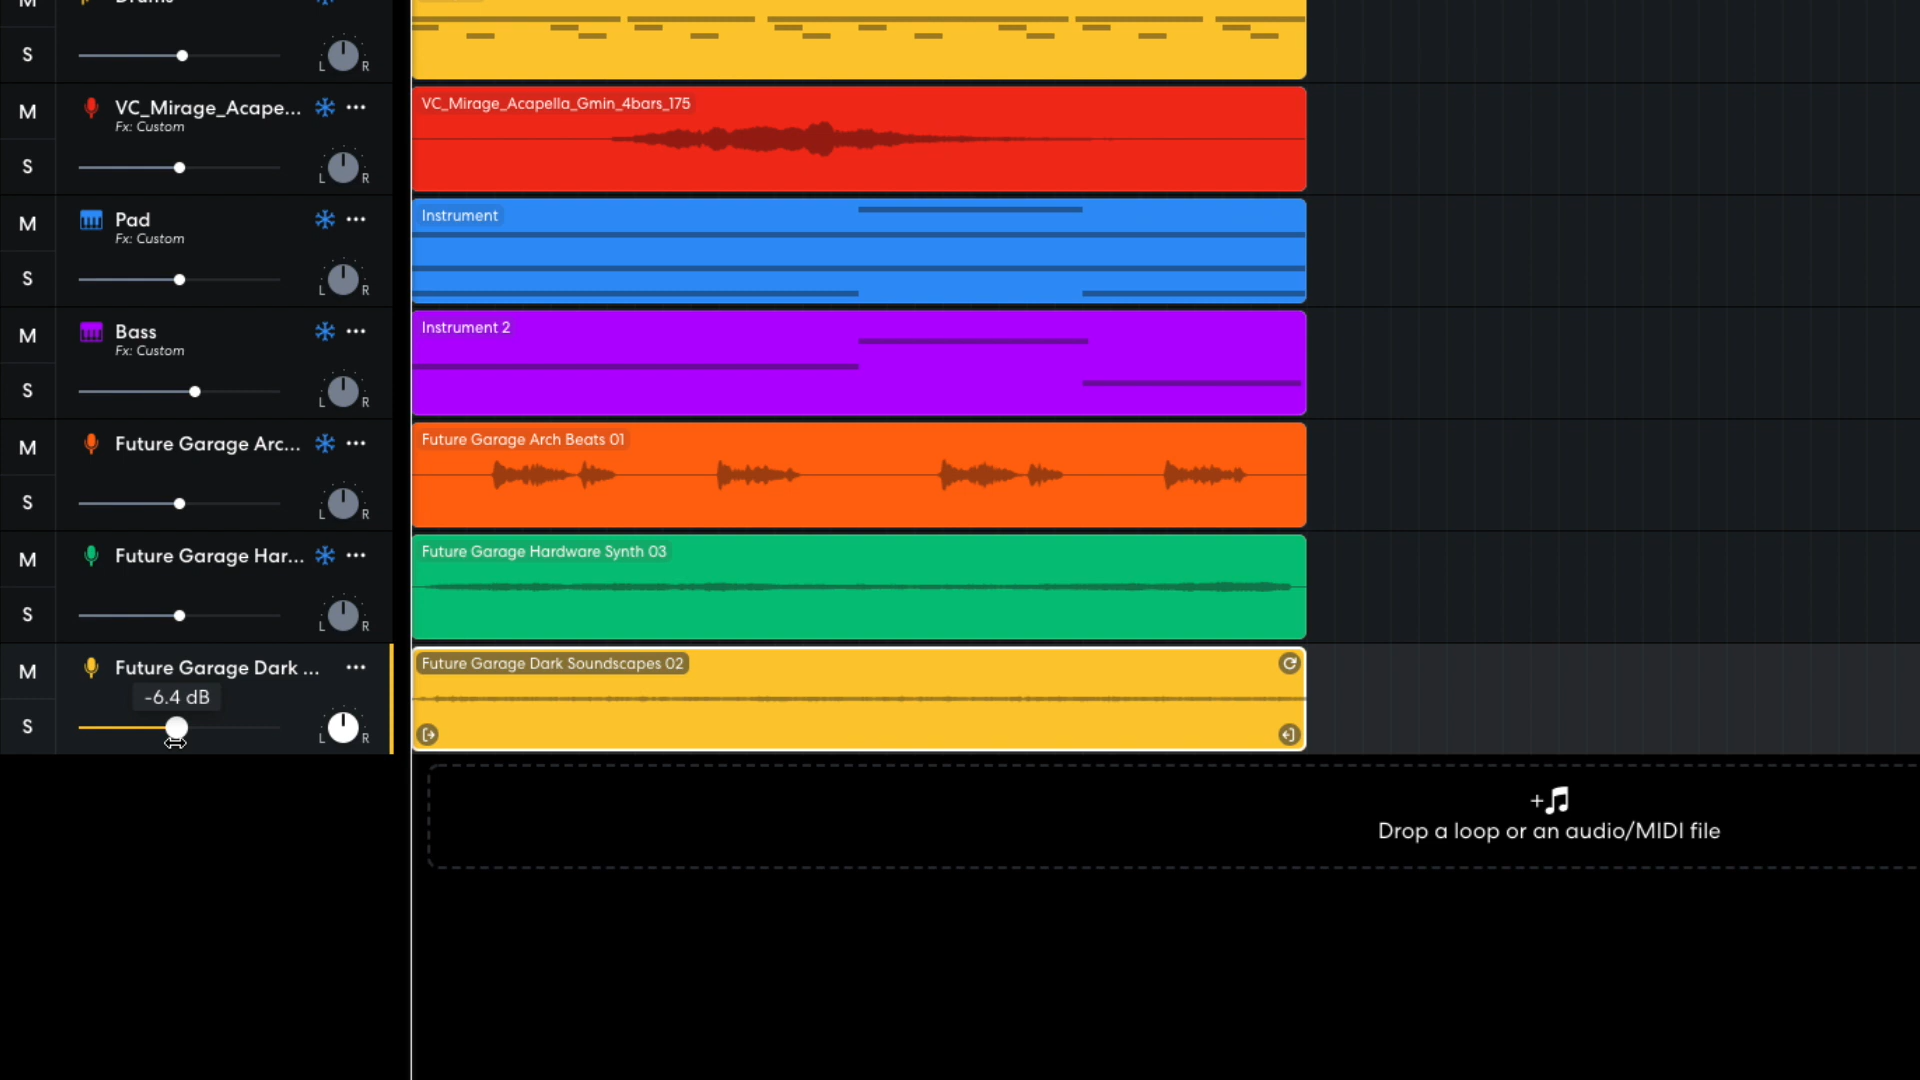 M
Drums
S
L R
M
VC_Mirage_Acape...
Fx: Custom
S
L R
VC_Mirage_Acapella_Gmin_4bars_175
M
Pad
Fx: Custom
S
L R
Instrument
M
Bass
Fx: Custom
S
L R
Instrument 2
M
Future Garage Arc...
S
L R
Future Garage Arch Beats 01
M
Future Garage Har...
S
L R
Future Garage Hardware Synth 03
M
Future Garage Dark ...
-6.4 dB
S
L R
Future Garage Dark Soundscapes 02
Drop a loop or an audio/MIDI file